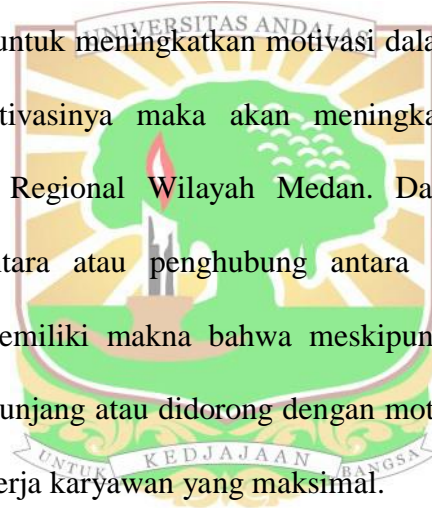 UNIVERSITAS ANDALAS
untuk meningkatkan motivasi dala
tivasinya maka akan meningka
Regional Wilayah Medan. Da
ntara atau penghubung antara
emiliki makna bahwa meskipun
unjang atau didorong dengan mot
UNTUK KEDJAJAAN BANGSA
erja karyawan yang maksimal.